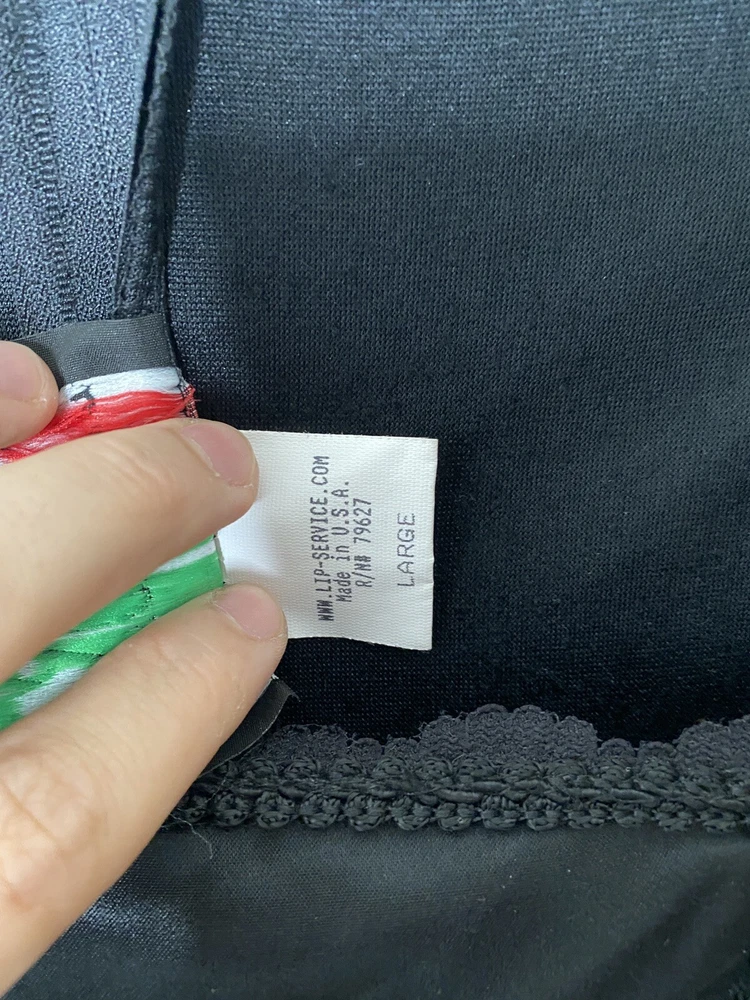 WWW.LIP-SERVICE.COM
Made in U.S.A.
R/N# 79627
LARGE